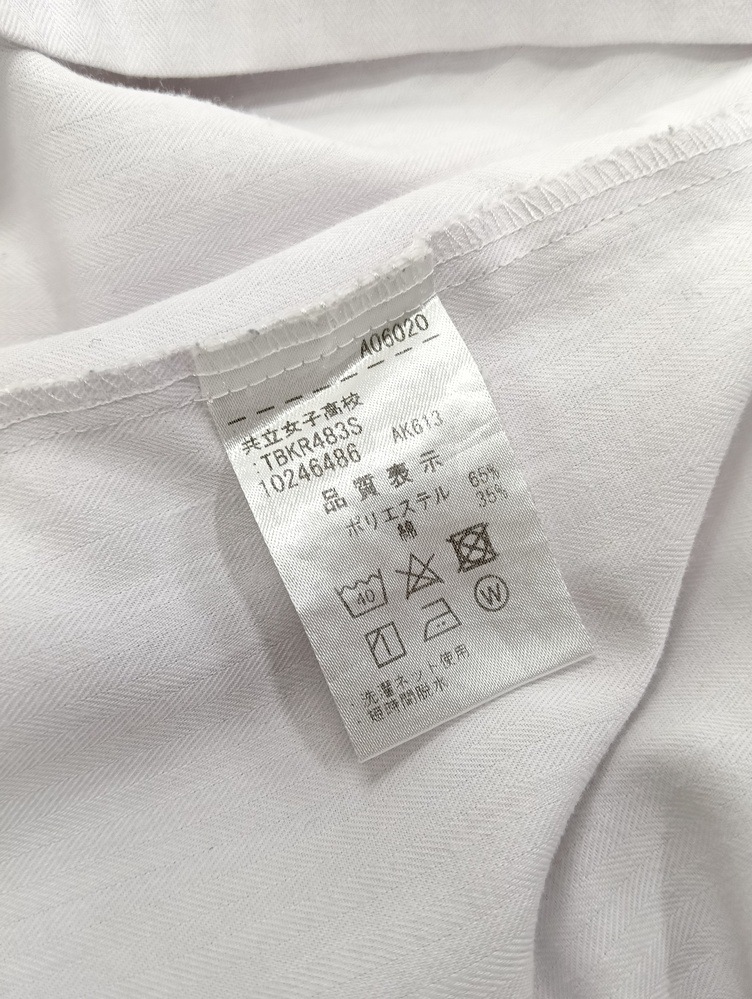 A06020
共立女子高校
:TBKR483S AK613
10246486
品質表示
ポリエステル 65%
綿 35%
40
W
・洗濯ネット使用
・短時間脱水